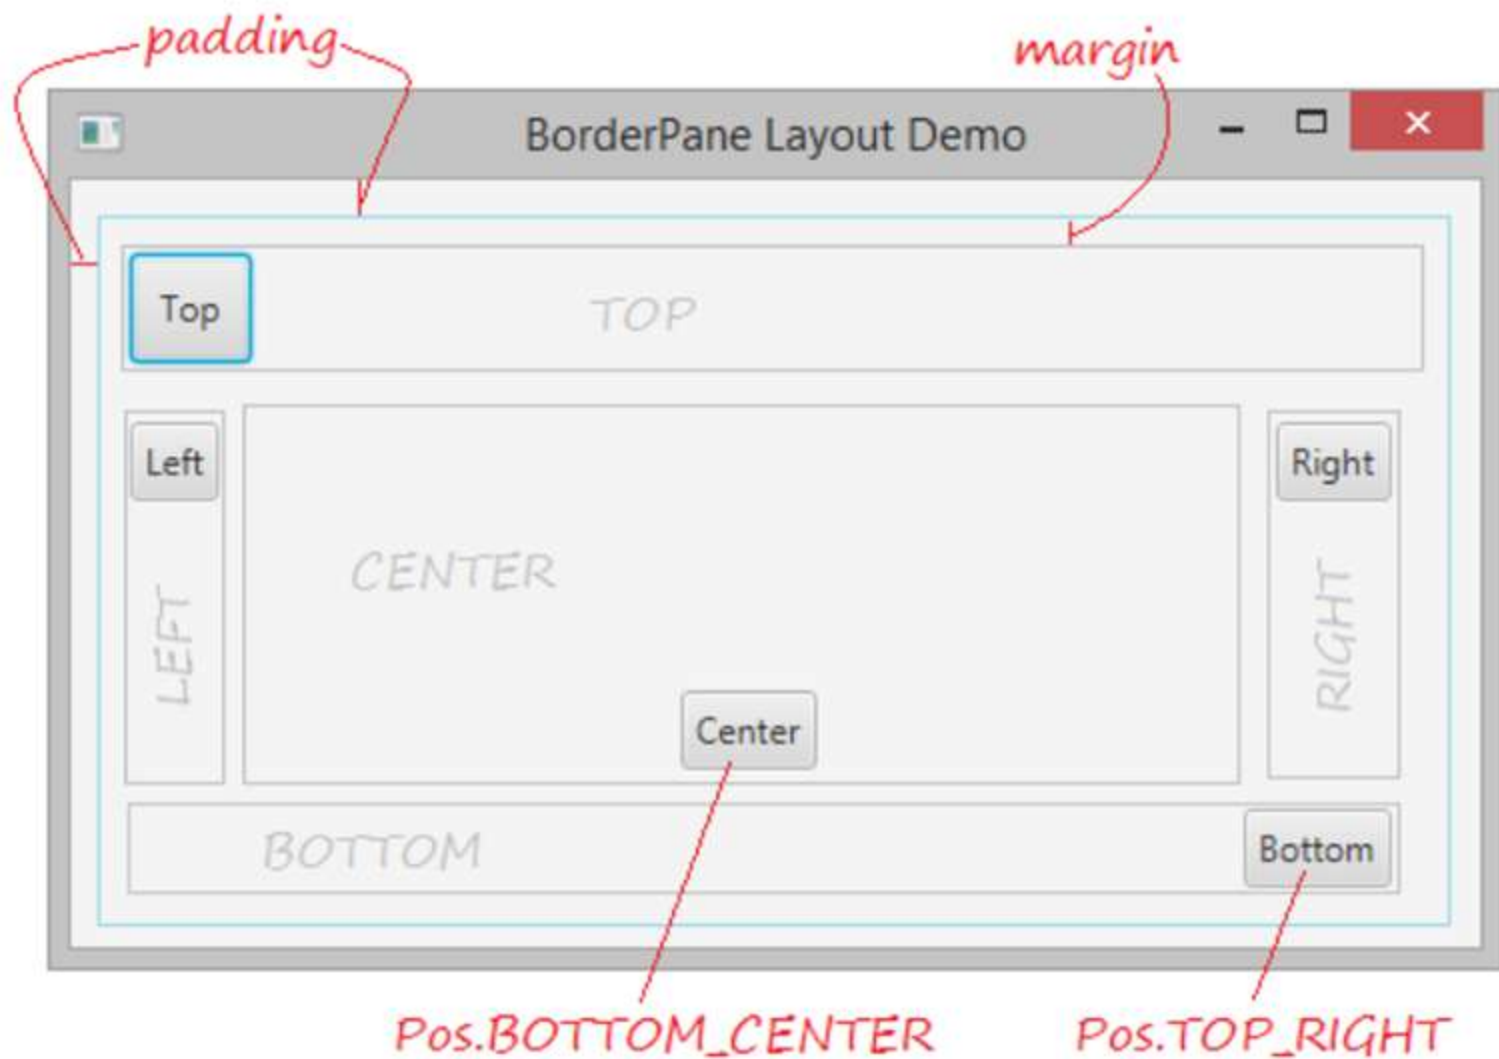 padding
margin
BorderPane Layout Demo
Top
TOP
Left
Right
CENTER
LEFT
RIGHT
Center
BOTTOM
Bottom
Pos.BOTTOM_CENTER
Pos.TOP_RIGHT